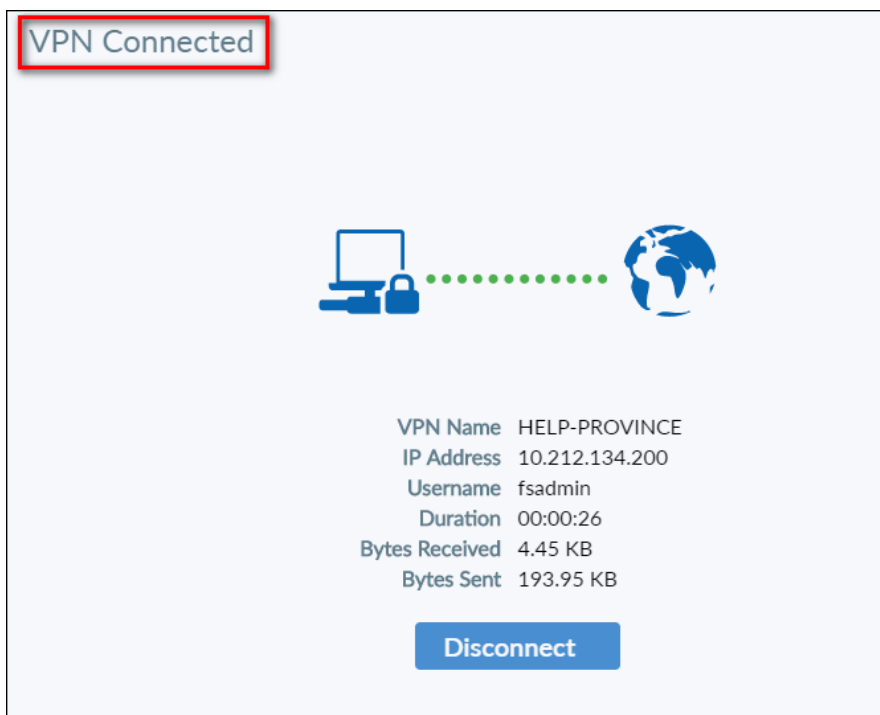 VPN Connected
VPN Name HELP-PROVINCE
IP Address 10.212.134.200
Username fsadmin
Duration 00:00:26
Bytes Received 4.45 KB
Bytes Sent 193.95 KB
Disconnect